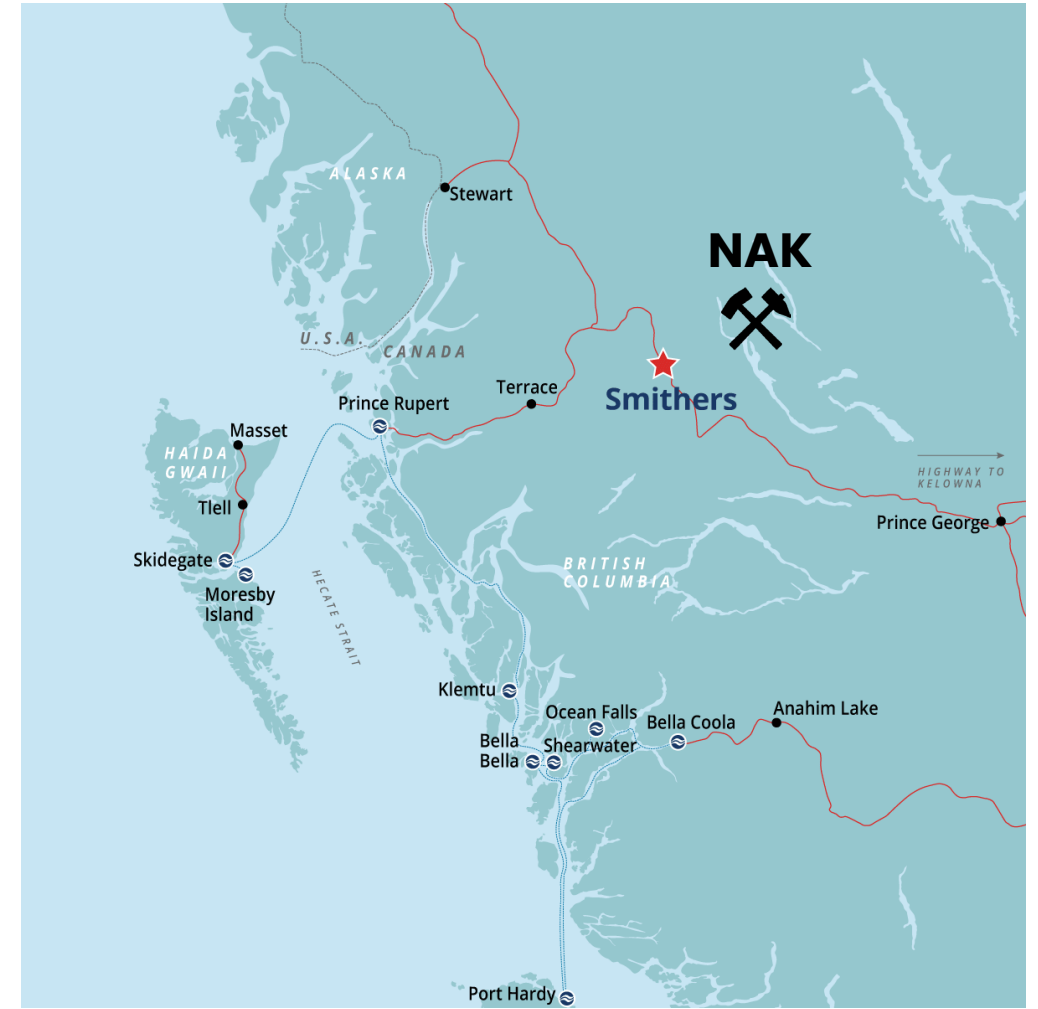 ALASKA
Stewart
NAK
U.S.A.
CANADA
Terrace
Smithers
Prince Rupert
Masset
HAIDA
GWAII
HIGHWAY TO
KELOWNA
Tlell
Prince George
Skidegate
BRITISH
COLUMBIA
Moresby
Island
HECATE STRAIT
Klemtu
Ocean Falls
Bella Coola
Anahim Lake
Bella
Bella
Shearwater
Port Hardy